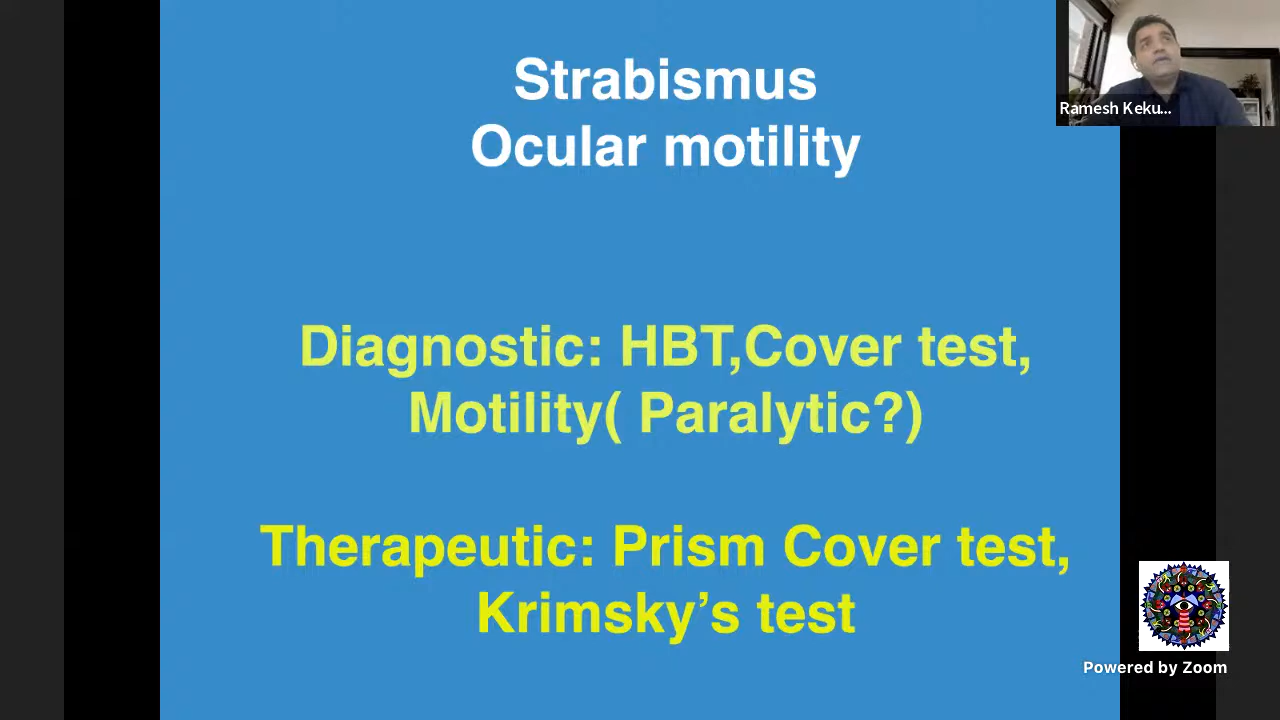 Strabismus
Ocular motility
Ramesh Keku...
Diagnostic: HBT,Cover test,
Motility( Paralytic?)
Therapeutic: Prism Cover test,
Krimsky’s test
Powered by Zoom